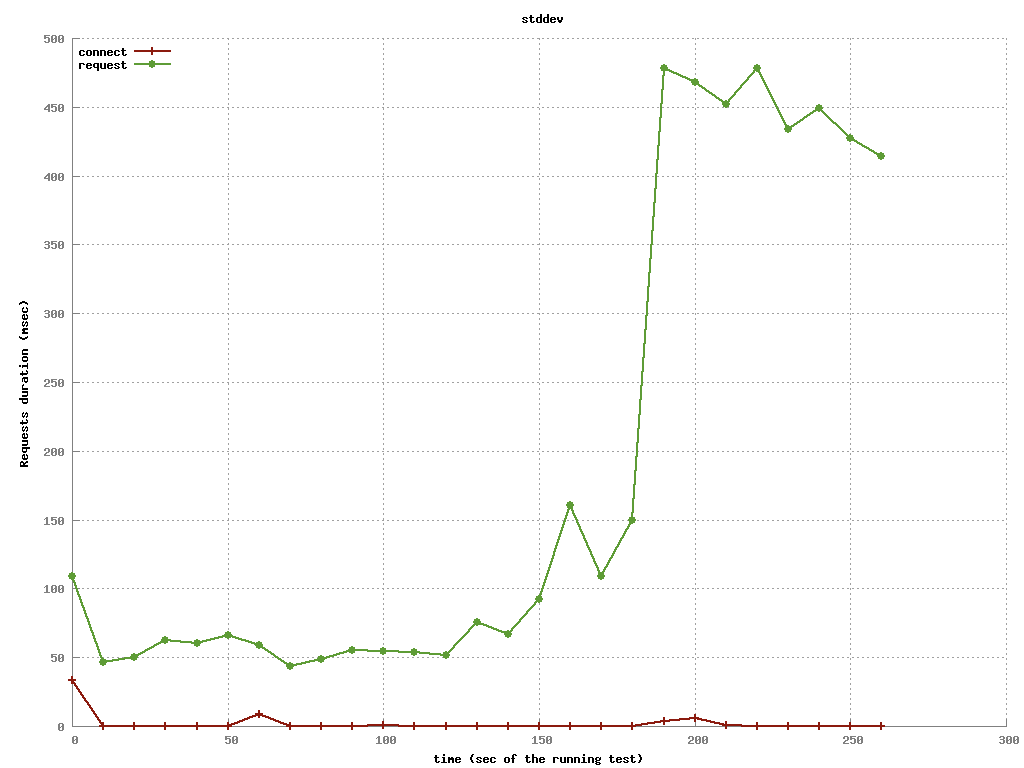 stddev
500
connect
request
450
400
350
300
250
200
150
100
50
0
0 50 100 150 200 250 300
Requests duration (msec)
time (sec of the running test)